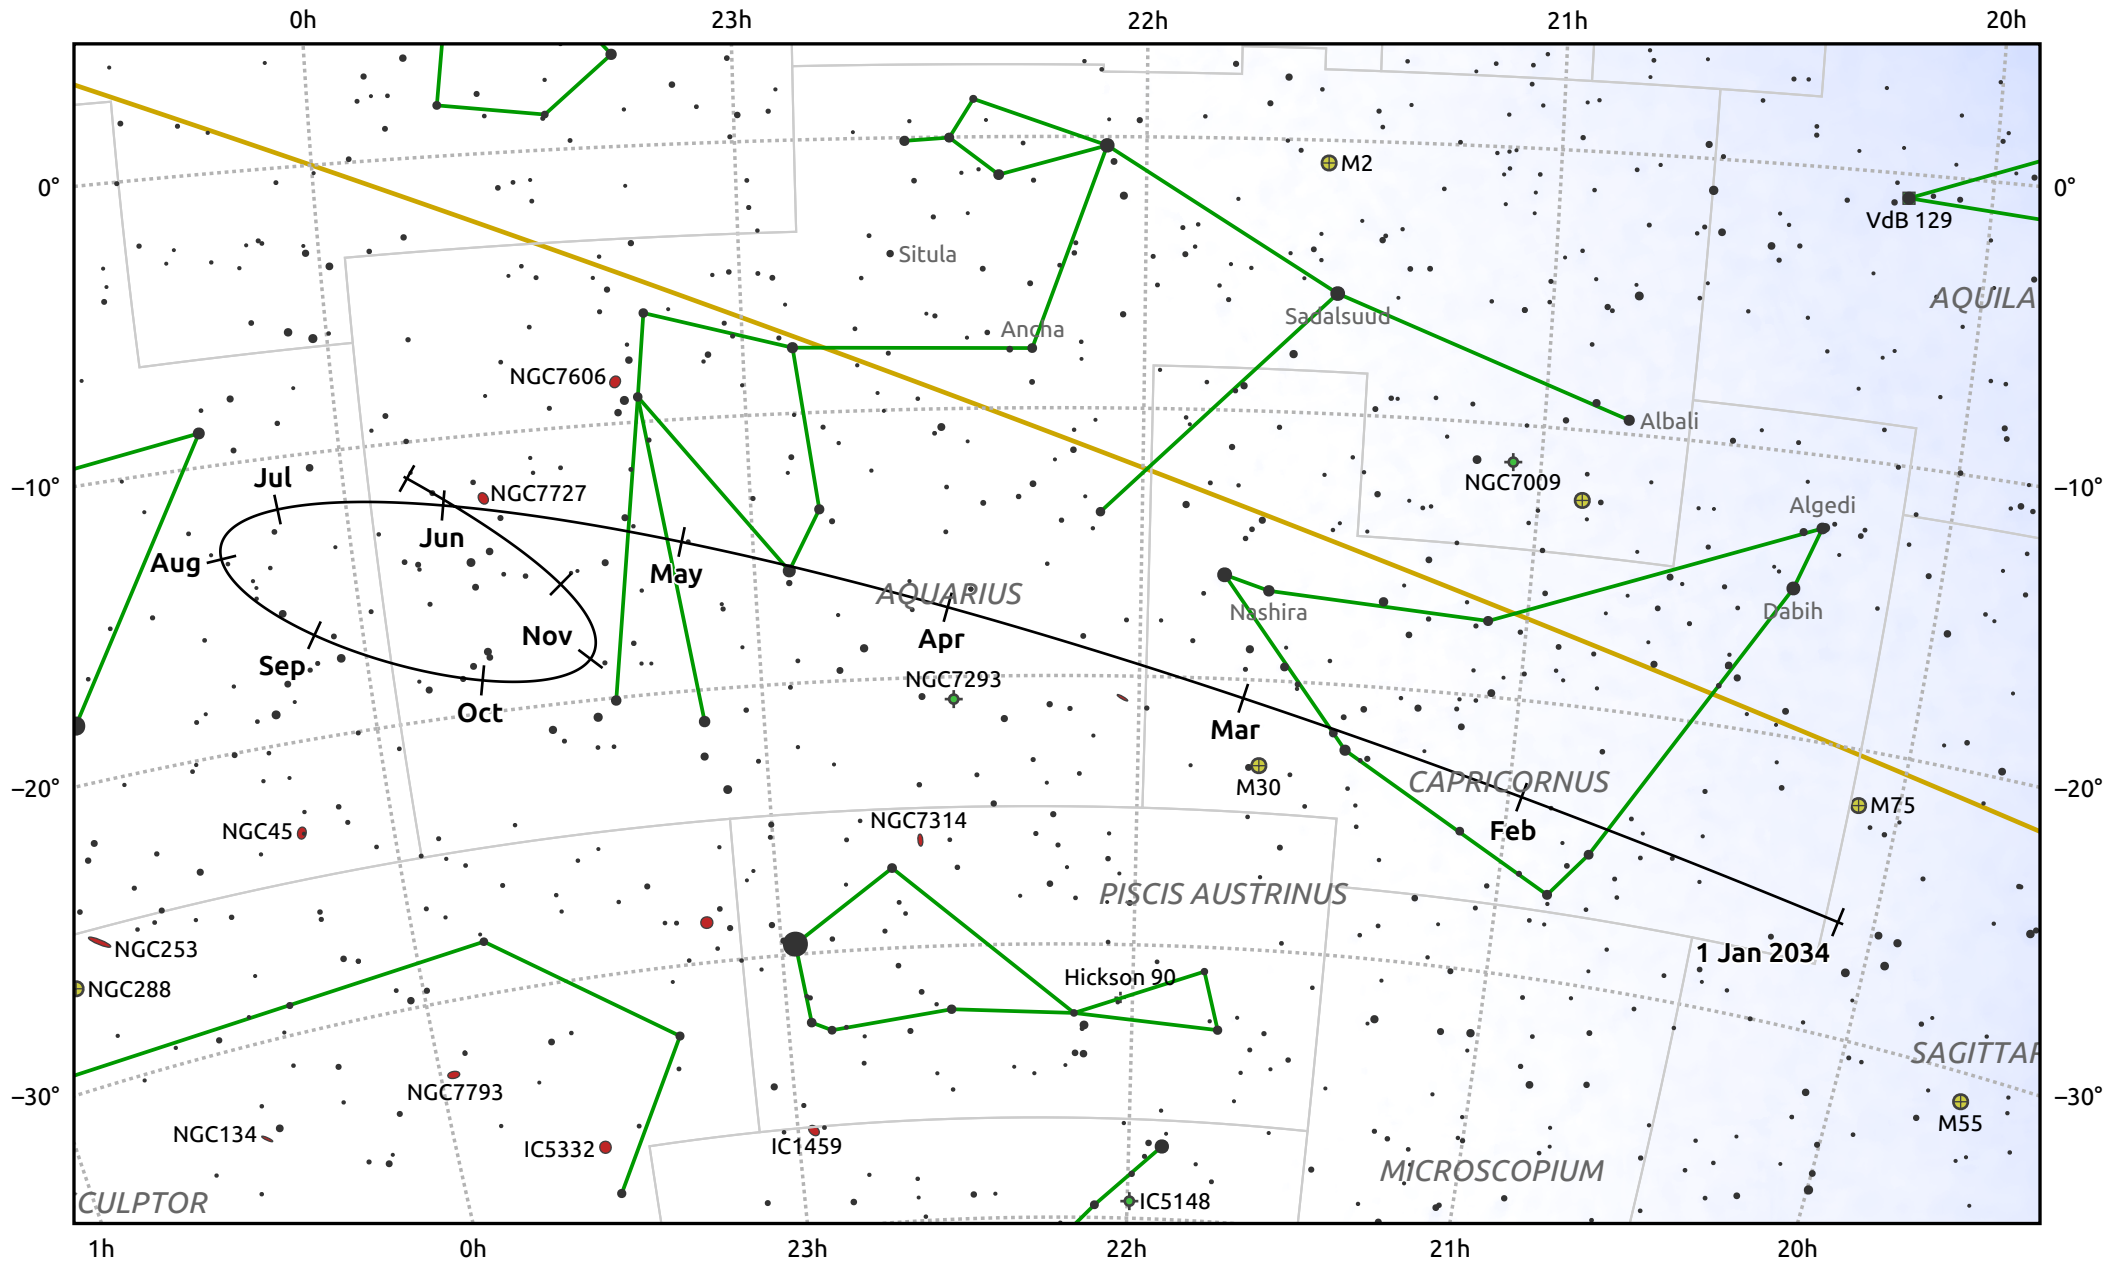 0h 23h 22h 21h 20h
M2
0° 0°
VdB 129
Situla
AQUILA
Sadalsuud
Ancha
NGC7606
Albali
Jul
NGC7009
−10° NGC7727 −10°
Algedi
Jun
Aug
May
AQUARIUS
Nashira Dabih
Nov
Apr
Sep
NGC7293
Oct
Mar
CAPRICORNUS
−20° M30 −20°
M75
NGC7314
NGC45 Feb
PISCIS AUSTRINUS
NGC253 1 Jan 2034
Hickson 90
NGC288
SAGITTAR
NGC7793
−30° −30°
M55
NGC134
IC5332 IC1459
MICROSCOPIUM
CULPTOR IC5148
1h 0h 23h 22h 21h 20h